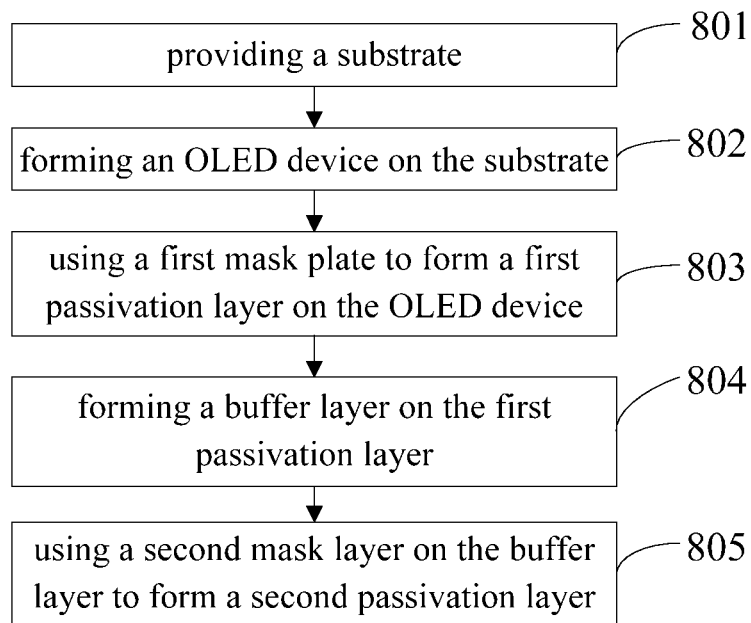 providing a substrate
801
forming an OLED device on the substrate
802
using a first mask plate to form a first
passivation layer on the OLED device
803
forming a buffer layer on the first
passivation layer
804
using a second mask layer on the buffer
layer to form a second passivation layer
805